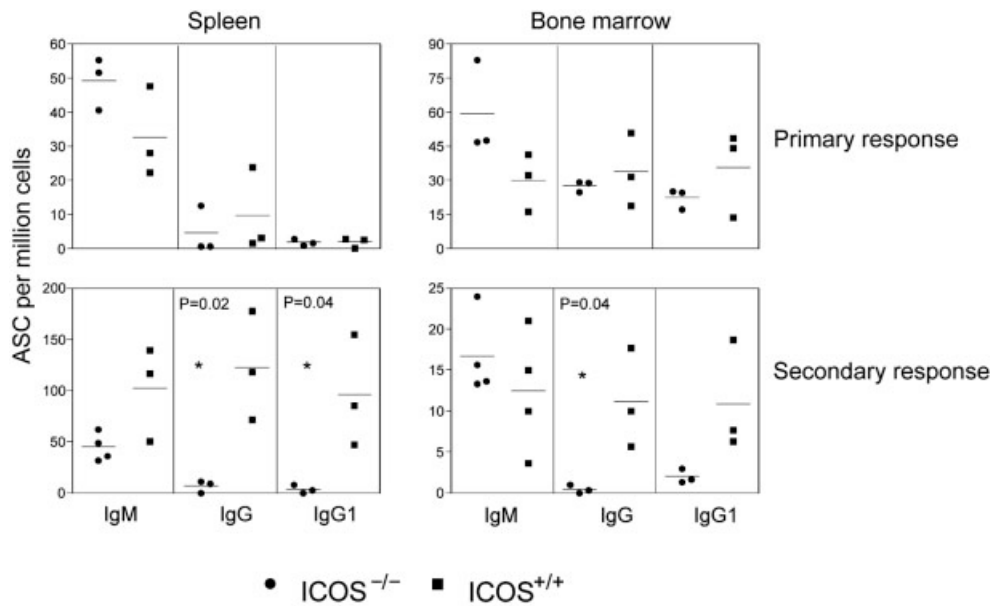 Spleen
Bone marrow
ASC per million cells
60
50
40
30
20
10
0
90
75
60
45
30
15
0
Primary response
200
150
100
50
0
P=0.02
P=0.04
*
*
25
20
15
10
5
0
P=0.04
*
Secondary response
IgM IgG IgG1
IgM IgG IgG1
ICOS −/− ICOS +/+